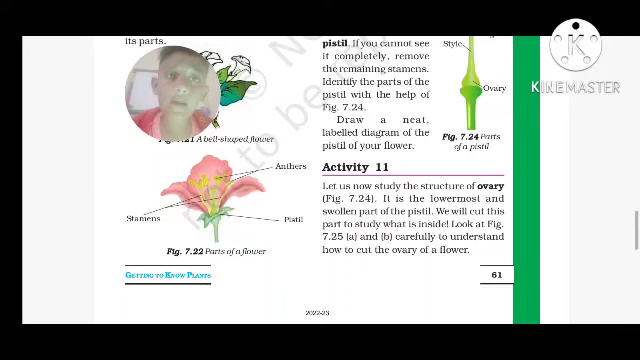 its parts.
Fig. 7.21 A bell-shaped flower
Anthers
Stamens
Pistil
Fig. 7.22 Parts of a flower
pistil. If you cannot see
it completely, remove
the remaining stamens.
Identify the parts of the
pistil with the help of
Fig. 7.24.
Draw a neat,
labelled diagram of the
pistil of your flower.
Style
Ovary
Fig. 7.24 Parts
of a pistil
Activity 11
Let us now study the structure of ovary
(Fig. 7.24). It is the lowermost and
swollen part of the pistil. We will cut this
part to study what is inside! Look at Fig.
7.25 (a) and (b) carefully to understand
how to cut the ovary of a flower.
GETTING TO KNOW PLANTS
61
2022-23
K
KINEMASTER